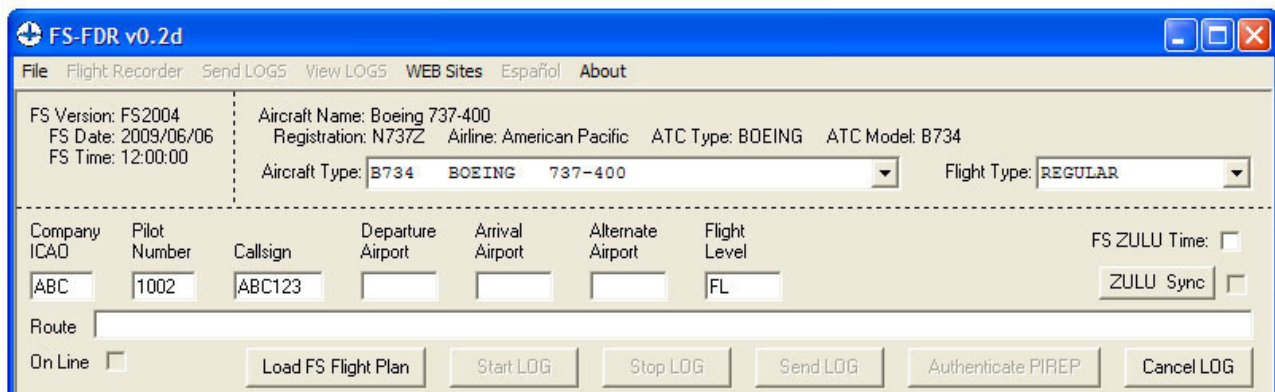 FS-FDR v0.2d
File Flight Recorder Send LOGS View LOGS WEB Sites Español About
FS Version: FS2004
FS Date: 2009/06/06
FS Time: 12:00:00
Aircraft Name: Boeing 737-400
Registration: N737Z Airline: American Pacific ATC Type: BOEING ATC Model: B734
Aircraft Type: B734 BOEING 737-400 Flight Type: REGULAR
Company ICAO
Pilot Number
Callsign
Departure Airport
Arrival Airport
Alternate Airport
Flight Level
FS ZULU Time:
ABC 1002 ABC123 FL ZULU Sync
Route
On Line Load FS Flight Plan Start LOG Stop LOG Send LOG Authenticate PIREP Cancel LOG